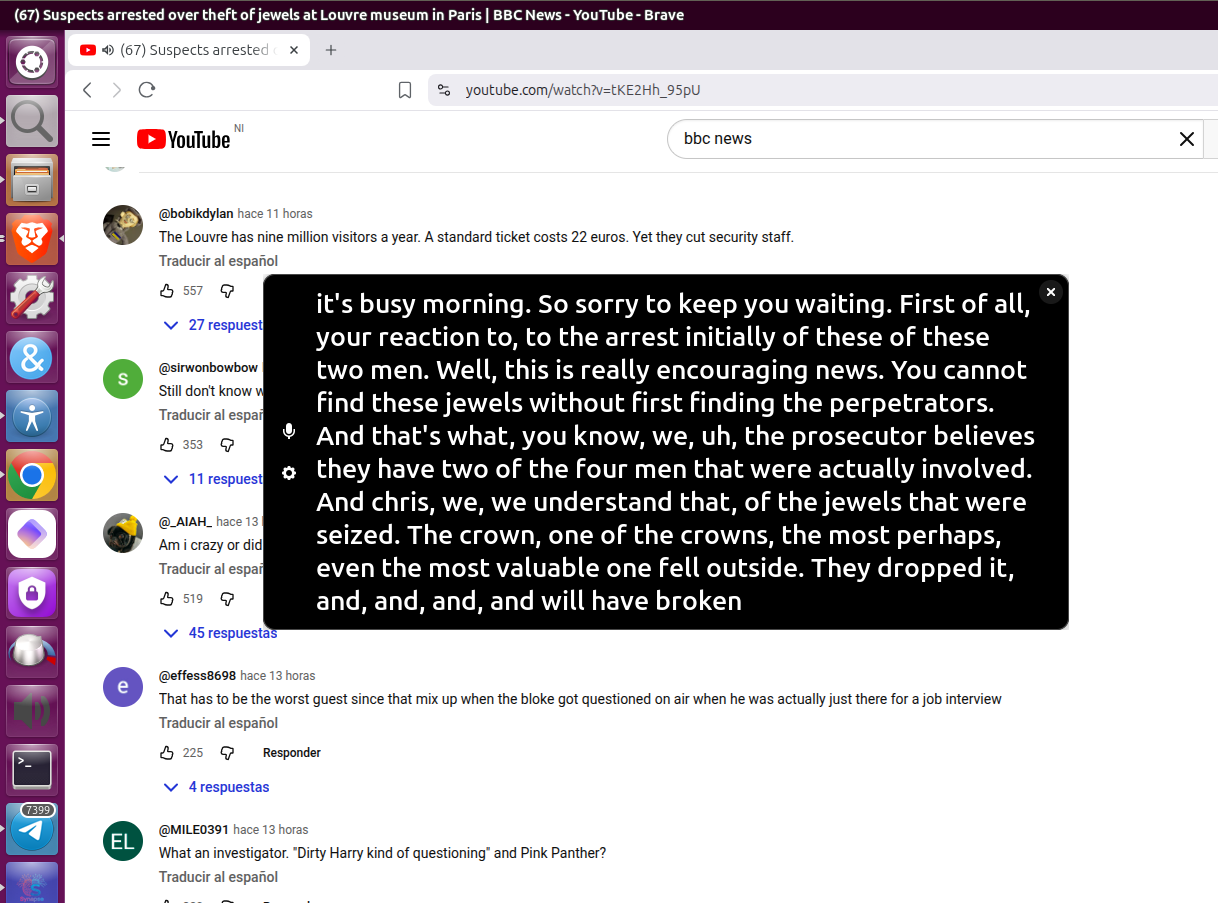 (67) Suspects arrested over theft of jewels at Louvre museum in Paris | BBC News - YouTube - Brave
(67) Suspects arrested
youtube.com/watch?v=tKE2Hh_95pU
YouTube NI
bbc news
@bobikdylan hace 11 horas
The Louvre has nine million visitors a year. A standard ticket costs 22 euros. Yet they cut security staff.
Traducir al español
557
27 respuest
@sirwonbowbow
Still don't know w
Traducir al españ
353
11 respuest
@_AIAH_ hace 13
Am i crazy or did
Traducir al españ
519
45 respuestas
it's busy morning. So sorry to keep you waiting. First of all,
your reaction to, to the arrest initially of these of these
two men. Well, this is really encouraging news. You cannot
find these jewels without first finding the perpetrators.
And that's what, you know, we, uh, the prosecutor believes
they have two of the four men that were actually involved.
And chris, we, we understand that, of the jewels that were
seized. The crown, one of the crowns, the most perhaps,
even the most valuable one fell outside. They dropped it,
and, and, and, and will have broken
@effess8698 hace 13 horas
That has to be the worst guest since that mix up when the bloke got questioned on air when he was actually just there for a job interview
Traducir al español
225 Responder
4 respuestas
EL
@MILE0391 hace 13 horas
What an investigator. "Dirty Harry kind of questioning" and Pink Panther?
Traducir al español
s
e
&
>_
7399